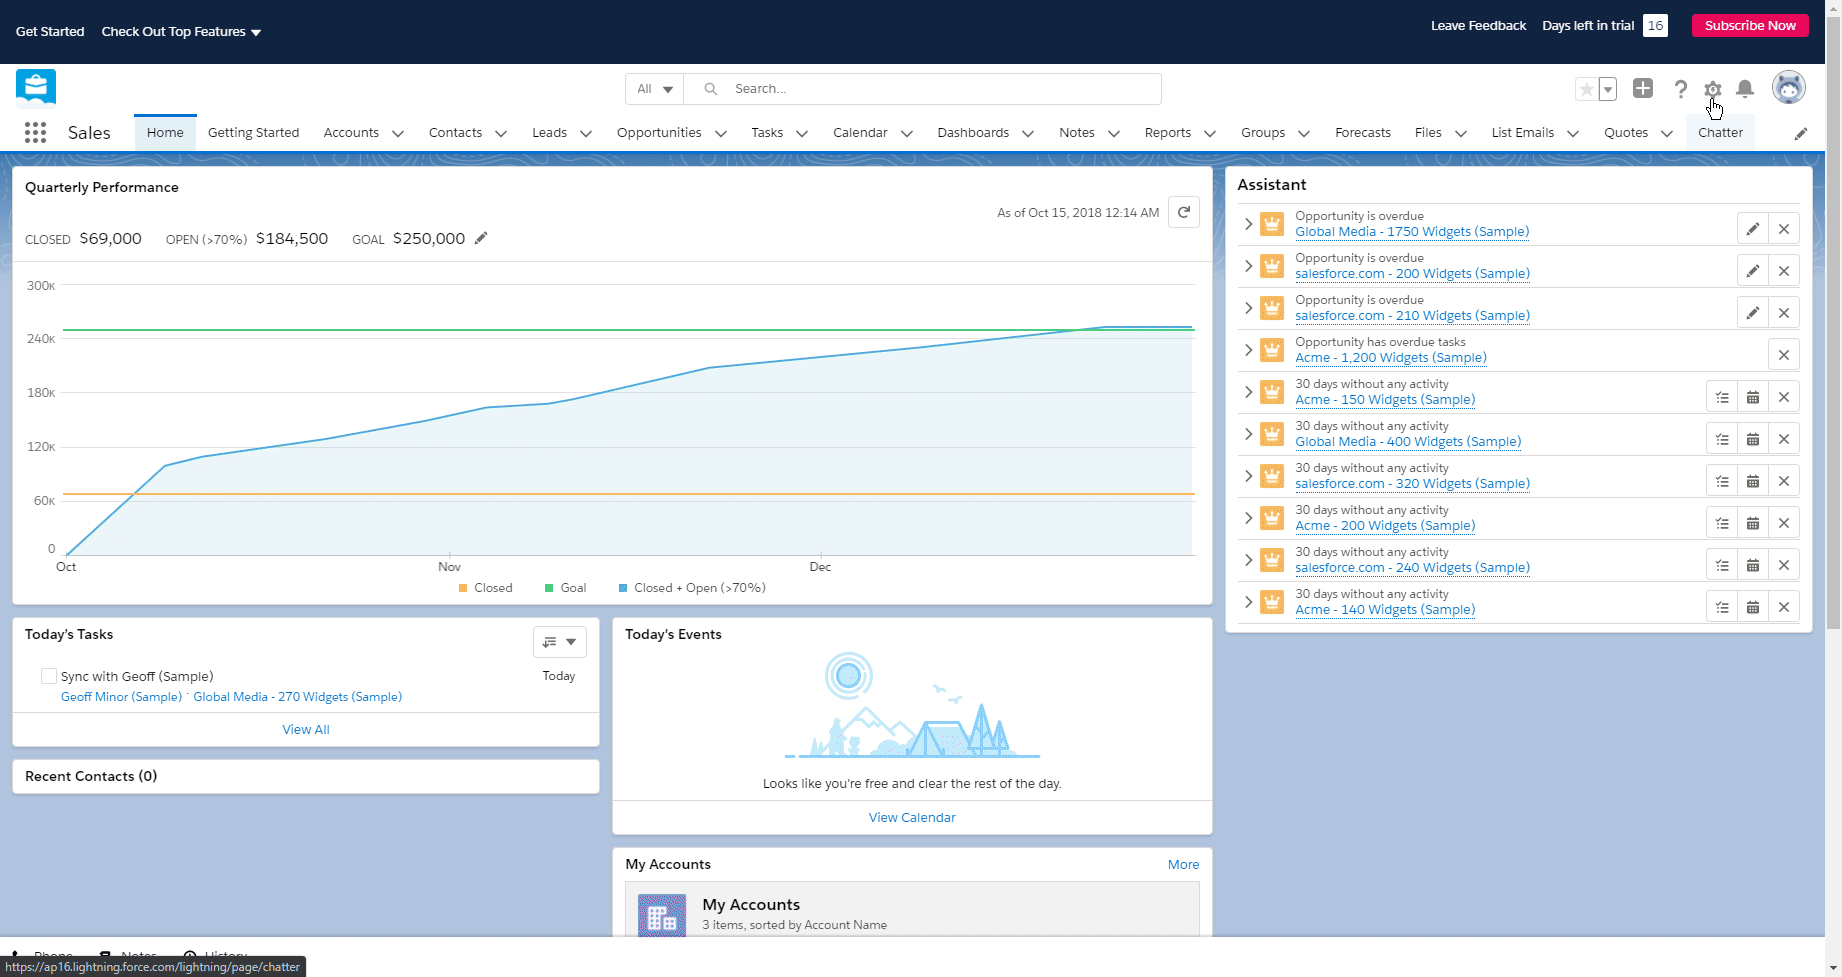 Get Started Check Out Top Features Leave Feedback Days left in trial 16 Subscribe Now
All Search...
Sales Home Getting Started Accounts Contacts Leads Opportunities Tasks Calendar Dashboards Notes Reports Groups Forecasts Files List Emails Quotes Chatter
Quarterly Performance
As of Oct 15, 2018 12:14 AM
CLOSED $69,000 OPEN (>70%) $184,500 GOAL $250,000
300K
240K
180K
120K
60K
0
Oct Nov Dec
Closed Goal Closed + Open (>70%)
Assistant
Opportunity is overdue
Global Media - 1750 Widgets (Sample)
Opportunity is overdue
salesforce.com - 200 Widgets (Sample)
Opportunity is overdue
salesforce.com - 210 Widgets (Sample)
Opportunity has overdue tasks
Acme - 1,200 Widgets (Sample)
30 days without any activity
Acme - 150 Widgets (Sample)
30 days without any activity
Global Media - 400 Widgets (Sample)
30 days without any activity
salesforce.com - 320 Widgets (Sample)
30 days without any activity
Acme - 200 Widgets (Sample)
30 days without any activity
salesforce.com - 240 Widgets (Sample)
30 days without any activity
Acme - 140 Widgets (Sample)
Today's Tasks
Sync with Geoff (Sample) Today
Geoff Minor (Sample) · Global Media - 270 Widgets (Sample)
View All
Recent Contacts (0)
Today's Events
Looks like you're free and clear the rest of the day.
View Calendar
My Accounts More
My Accounts
3 items, sorted by Account Name
Phone Notes History
https://ap16.lightning.force.com/lightning/page/chatter